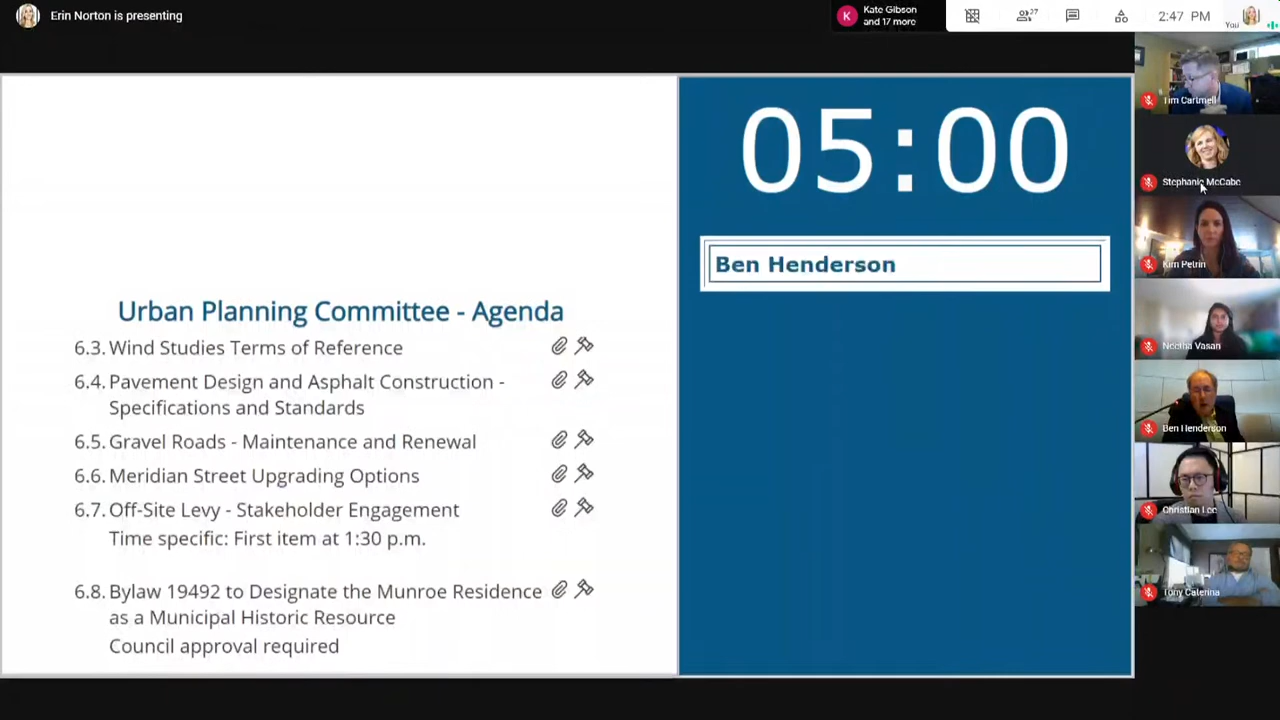 Erin Norton is presenting
K
Kate Gibson
and 17 more
27
2:47 PM
You
05:00
Ben Henderson
Urban Planning Committee - Agenda
6.3. Wind Studies Terms of Reference
6.4. Pavement Design and Asphalt Construction -
Specifications and Standards
6.5. Gravel Roads - Maintenance and Renewal
6.6. Meridian Street Upgrading Options
6.7. Off-Site Levy - Stakeholder Engagement
Time specific: First item at 1:30 p.m.
6.8. Bylaw 19492 to Designate the Munroe Residence
as a Municipal Historic Resource
Council approval required
Tim Cartmell
Stephanie McCabe
Kim Petrin
Neetha Vasan
Ben Henderson
Christian Lee
Tony Caterina